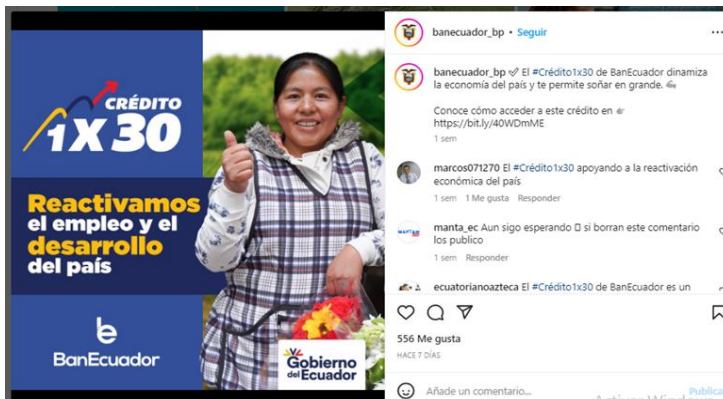 CRÉDITO
1X30
Reactivamos
el empleo y el
desarrollo
del país
BanEcuador
Gobierno
del Ecuador
banecuador_bp • Seguir
banecuador_bp El #Crédito1x30 de BanEcuador dinamiza
la economía del país y te permite soñar en grande.
Conoce cómo acceder a este crédito en
https://bit.ly/40WDmME
1 sem
marcos071270 El #Crédito1x30 apoyando a la reactivación
económica del país
1 sem 1 Me gusta Responder
manta_ec Aun sigo esperando si borran este comentario
los publico
1 sem Responder
ecuatorianoazteca El #Crédito1x30 de BanEcuador es un
556 Me gusta
HACE 7 DÍAS
Añade un comentario...
Publica